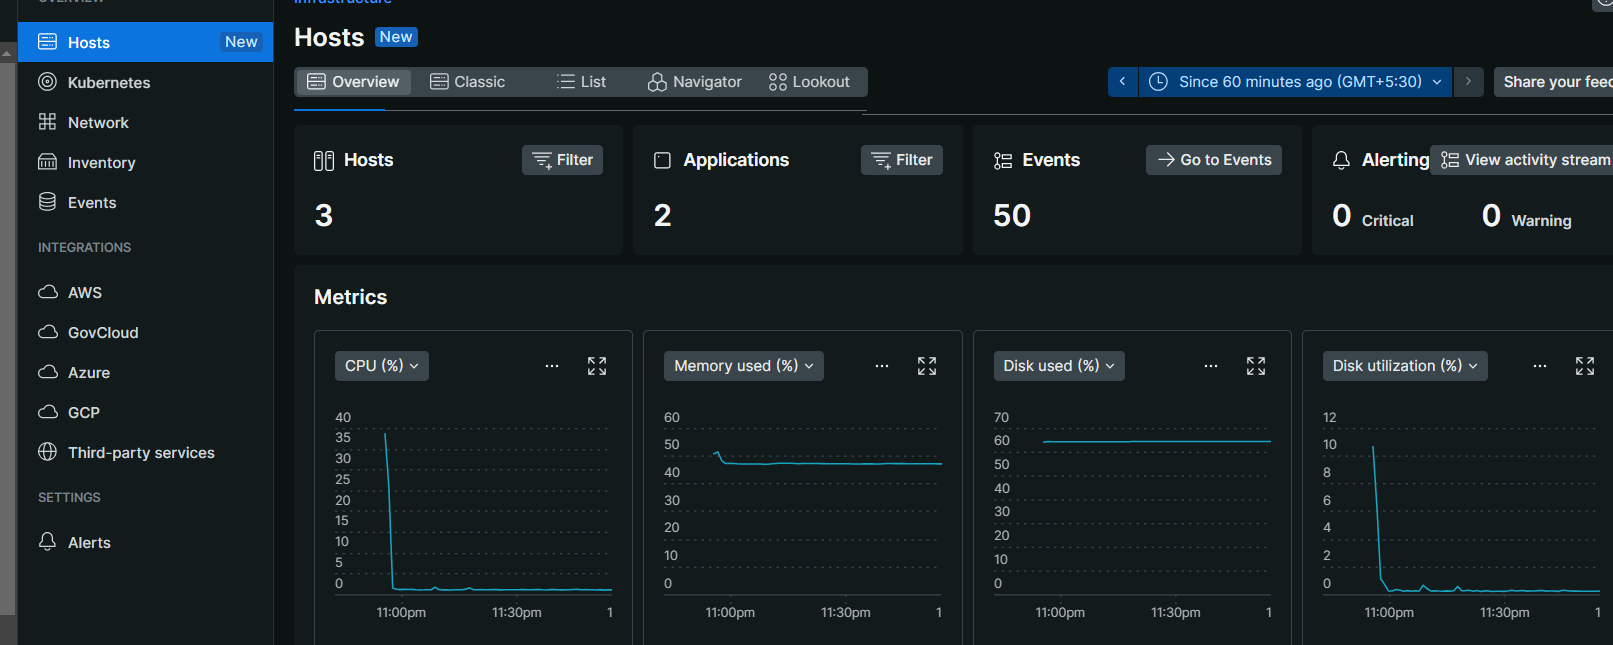 OVERVIEW
Hosts New
Kubernetes
Network
Inventory
Events
INTEGRATIONS
AWS
GovCloud
Azure
GCP
Third-party services
SETTINGS
Alerts
Infrastructure
Hosts New
Overview Classic List Navigator Lookout
Since 60 minutes ago (GMT+5:30)
Share your feed
Hosts Filter
3
Applications Filter
2
Events Go to Events
50
Alerting View activity stream
0 Critical 0 Warning
Metrics
CPU (%) ...
40
35
30
25
20
15
10
5
0
11:00pm 11:30pm 1
Memory used (%) ...
60
50
40
30
20
10
0
11:00pm 11:30pm 1
Disk used (%) ...
70
60
50
40
30
20
10
0
11:00pm 11:30pm 1
Disk utilization (%) ...
12
10
8
6
4
2
0
11:00pm 11:30pm 1